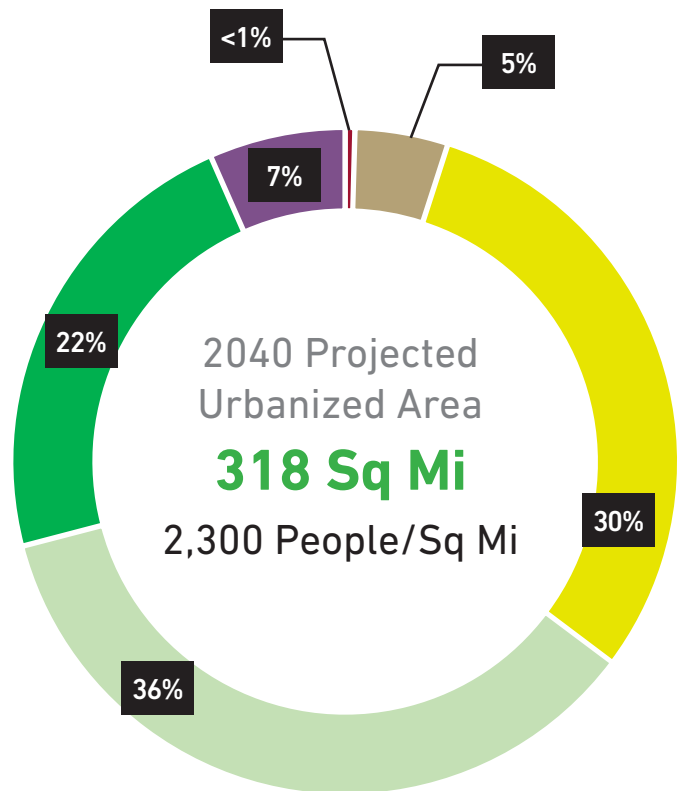 <1%
5%
7%
22%
2040 Projected
Urbanized Area
318 Sq Mi
2,300 People/Sq Mi
30%
36%